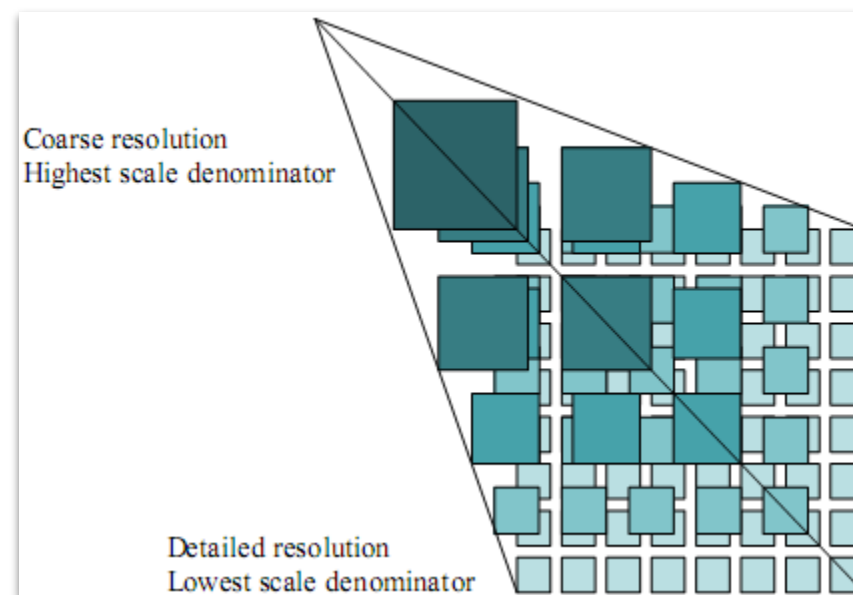 Coarse resolution
Highest scale denominator
Detailed resolution
Lowest scale denominator